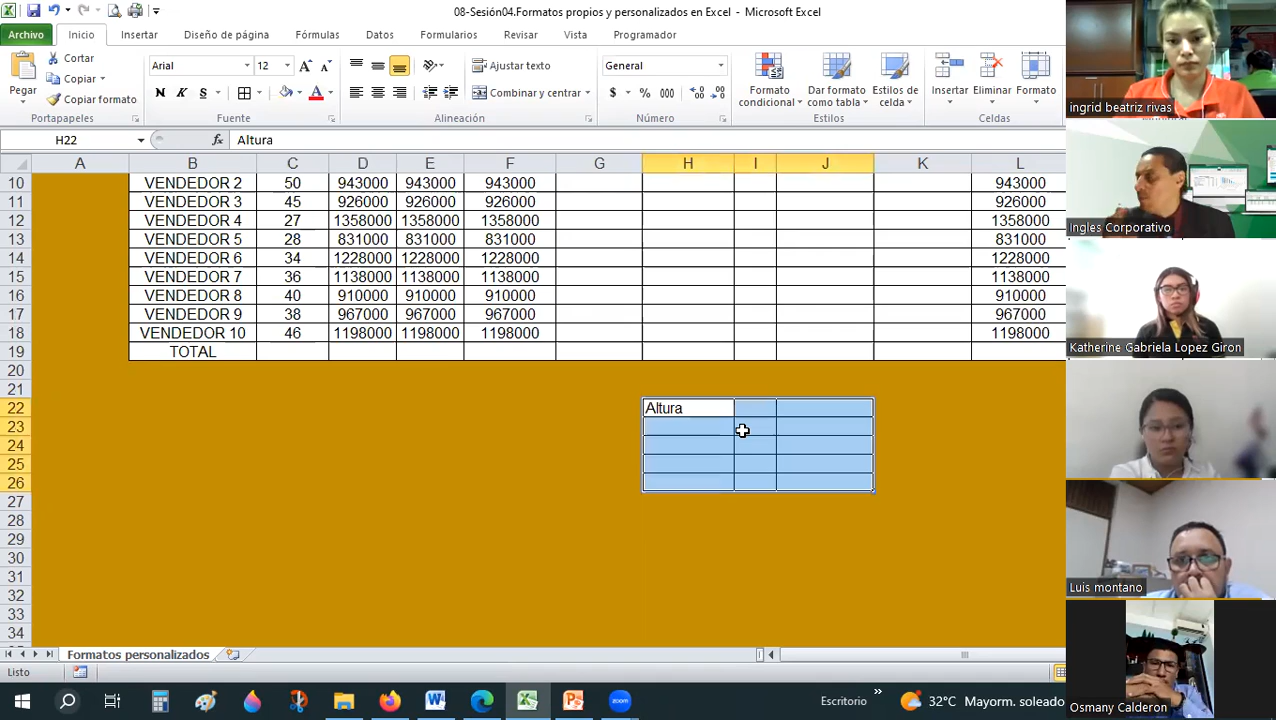 08-Sesión04.Formatos propios y personalizados en Excel - Microsoft Excel
Archivo Inicio Insertar Diseño de página Fórmulas Datos Formularios Revisar Vista Programador
Pegar
Cortar
Copiar
Copiar formato
Portapapeles
Arial 12
N K S
Fuente
Ajustar texto
Combinar y centrar
Alineación
General
$ % 000
Número
Formato condicional
Dar formato como tabla
Estilos de celda
Insertar Eliminar Formato
Celdas
H22 fx Altura
A B C D E F G H I J K L
10 VENDEDOR 2 50 943000 943000 943000 943000
11 VENDEDOR 3 45 926000 926000 926000 926000
12 VENDEDOR 4 27 1358000 1358000 1358000 1358000
13 VENDEDOR 5 28 831000 831000 831000 831000
14 VENDEDOR 6 34 1228000 1228000 1228000 1228000
15 VENDEDOR 7 36 1138000 1138000 1138000 1138000
16 VENDEDOR 8 40 910000 910000 910000 910000
17 VENDEDOR 9 38 967000 967000 967000 967000
18 VENDEDOR 10 46 1198000 1198000 1198000 1198000
19 TOTAL
20
21
22 Altura
23
24
25
26
27
28
29
30
31
32
33
34
Formatos personalizados
Listo
Escritorio » 32°C Mayorm. soleado
zoom
ingrid beatriz rivas
Ingles Corporativo
Katherine Gabriela Lopez Giron
Luis montano
Osmany Calderon